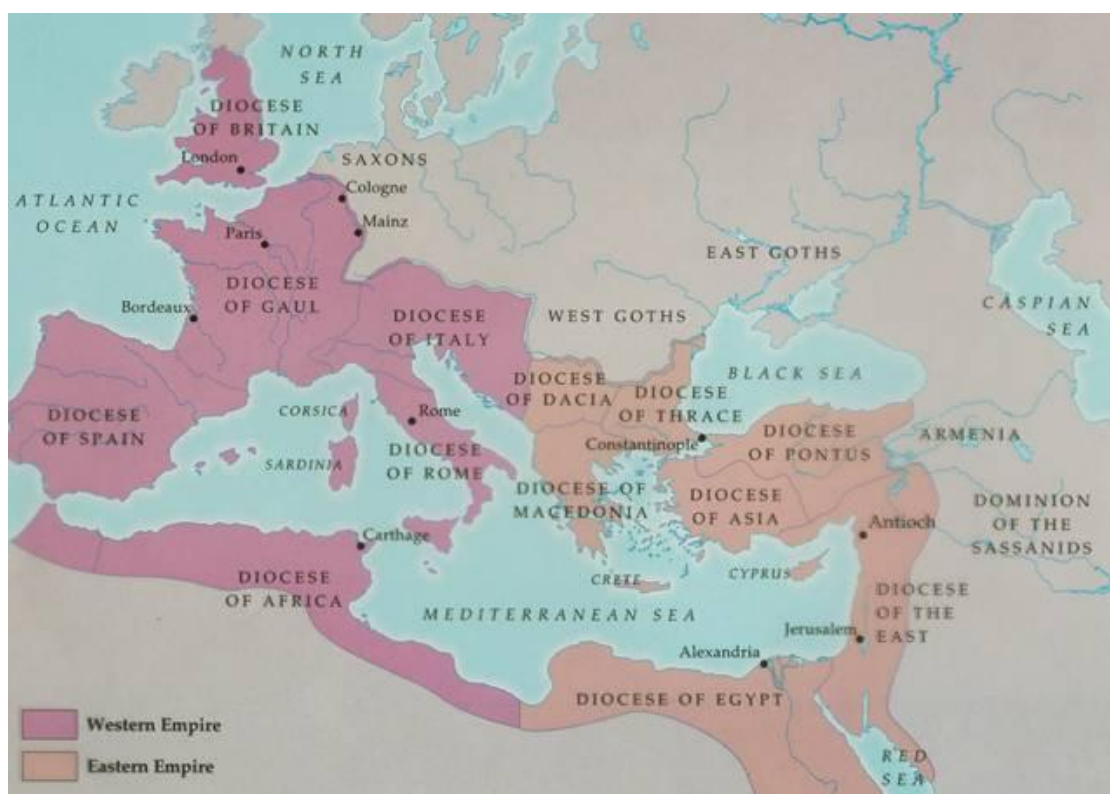 NORTH
SEA
DIOCESE
OF BRITAIN
London
SAXONS
Cologne
ATLANTIC
OCEAN
Mainz
Paris
EAST GOTHS
DIOCESE
OF GAUL
Bordeaux
DIOCESE
OF ITALY
WEST GOTHS
CASPIAN
SEA
BLACK SEA
DIOCESE
OF DACIA
DIOCESE
OF THRACE
DIOCESE
OF SPAIN
CORSICA
Rome
Constantinople
DIOCESE
OF PONTUS
ARMENIA
SARDINIA
DIOCESE
OF ROME
DIOCESE OF
MACEDONIA
DIOCESE
OF ASIA
DOMINION
OF THE
SASSANIDS
Antioch
Carthage
DIOCESE
OF AFRICA
CRETE
CYPRUS
DIOCESE
OF THE
EAST
MEDITERRANEAN SEA
Jerusalem
Alexandria
DIOCESE OF EGYPT
RED
SEA
Western Empire
Eastern Empire